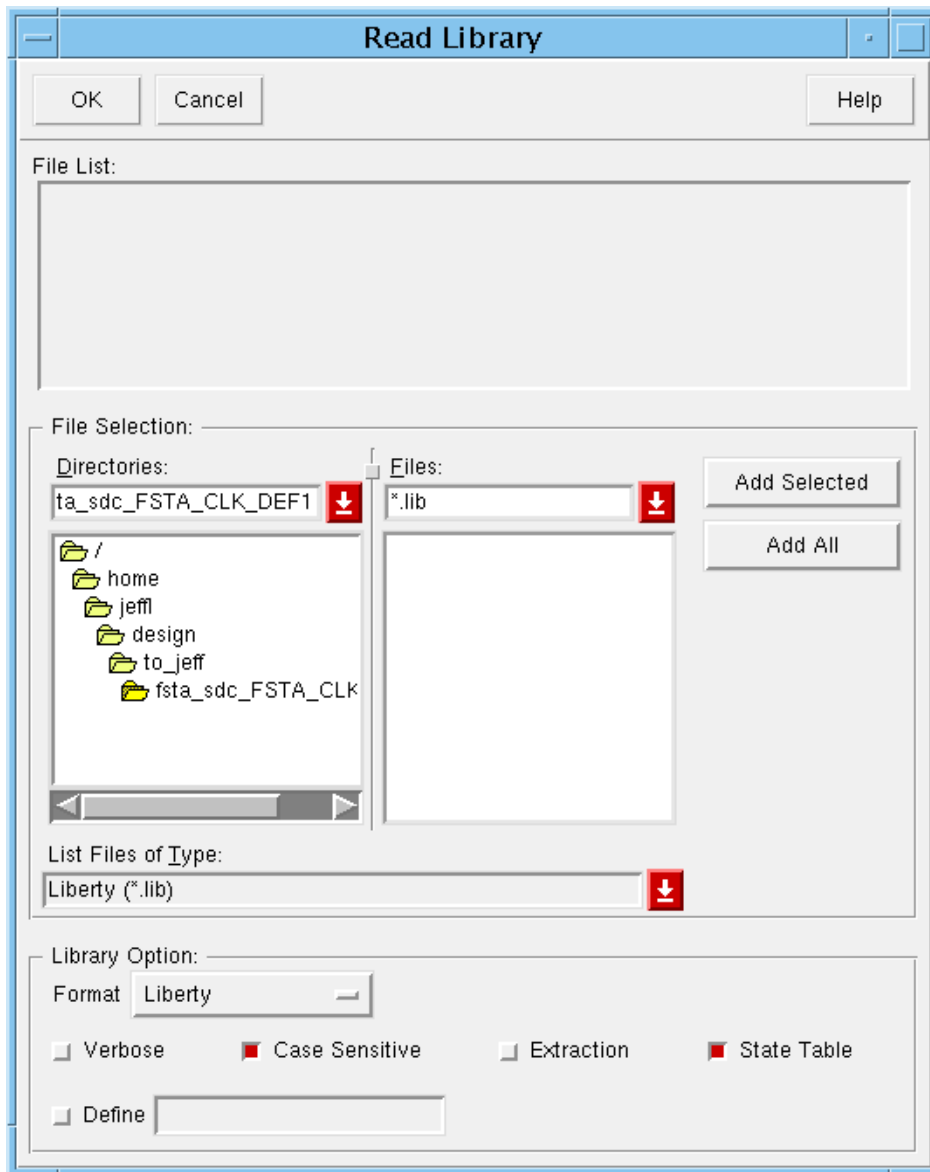 Read Library
OK Cancel Help
File List:
File Selection:
Directories: Files:
ta_sdc_FSTA_CLK_DEF1 *.lib Add Selected
Add All
/
home
jeffl
design
to_jeff
fsta_sdc_FSTA_CLK
List Files of Type:
Liberty (*.lib)
Library Option:
Format Liberty
Verbose Case Sensitive Extraction State Table
Define